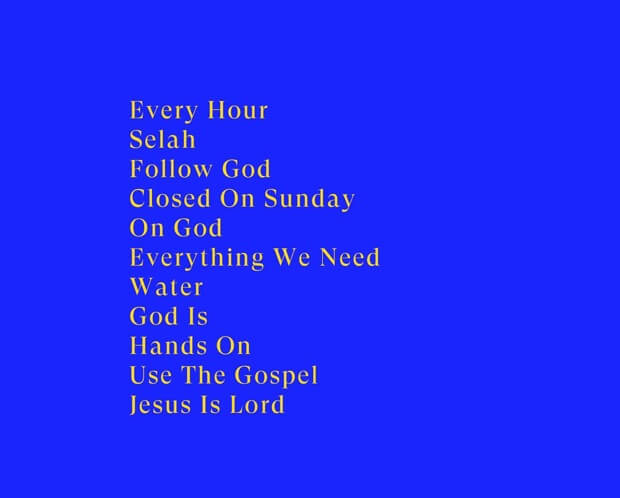 Every Hour
Selah
Follow God
Closed On Sunday
On God
Everything We Need
Water
God Is
Hands On
Use The Gospel
Jesus Is Lord